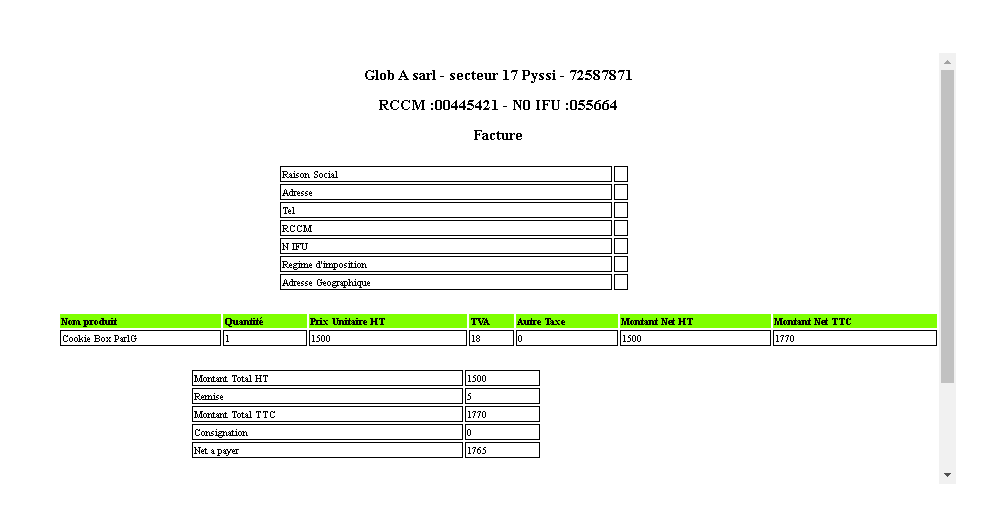 Glob A sarl - secteur 17 Pyssi - 72587871
RCCM :00445421 - N0 IFU :055664
Facture
Raison Social
Adresse
Tel
RCCM
N IFU
Regime d'imposition
Adresse Geographique
Nom produit Quantité Prix Unitaire HT TVA Autre Taxe Montant Net HT Montant Net TTC
Cookie Box ParlG 1 1500 18 0 1500 1770
Montant Total HT 1500
Remise 5
Montant Total TTC 1770
Consignation 0
Net a payer 1765